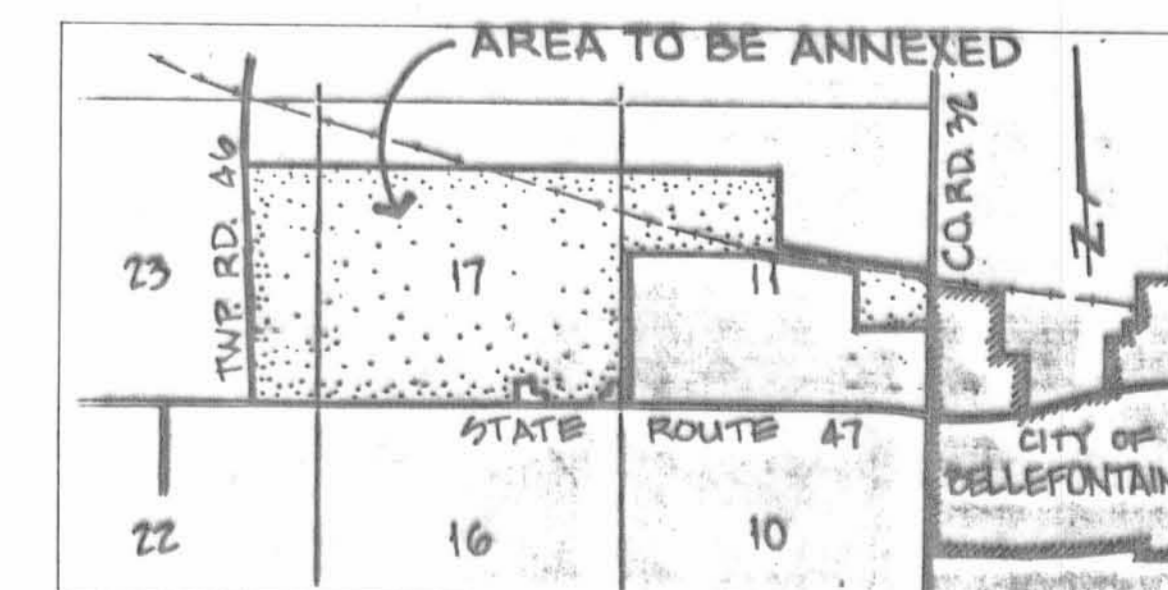 AREA TO BE ANNEXED
TWP. RD. 46
CO. RD. 32
N
23
17
11
STATE ROUTE 47
CITY OF
BELLEFONTAIN
22
16
10